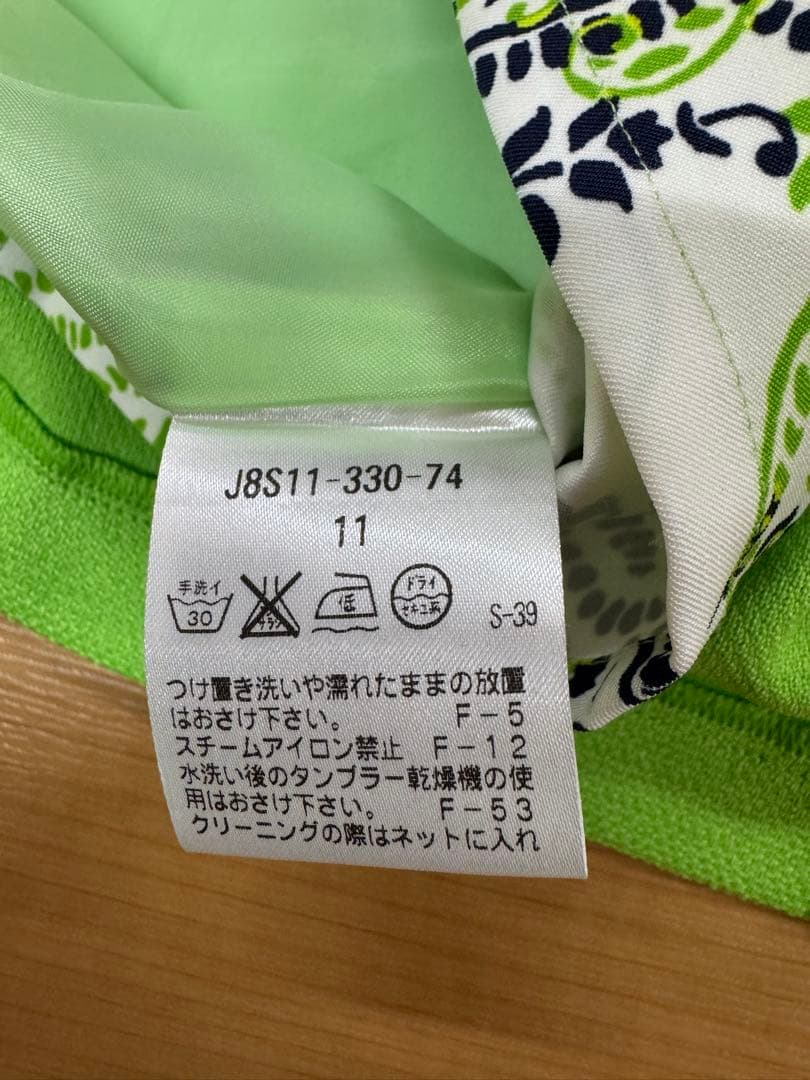 J8S11-330-74
11
手洗イ
30
サラシ
低
ドライ
セキユ系
S-39
つけ置き洗いや濡れたままの放置
はおさけ下さい。 F-5
スチームアイロン禁止 F-12
水洗い後のタンブラー乾燥機の使
用はおさけ下さい。 F-53
クリーニングの際はネットに入れ